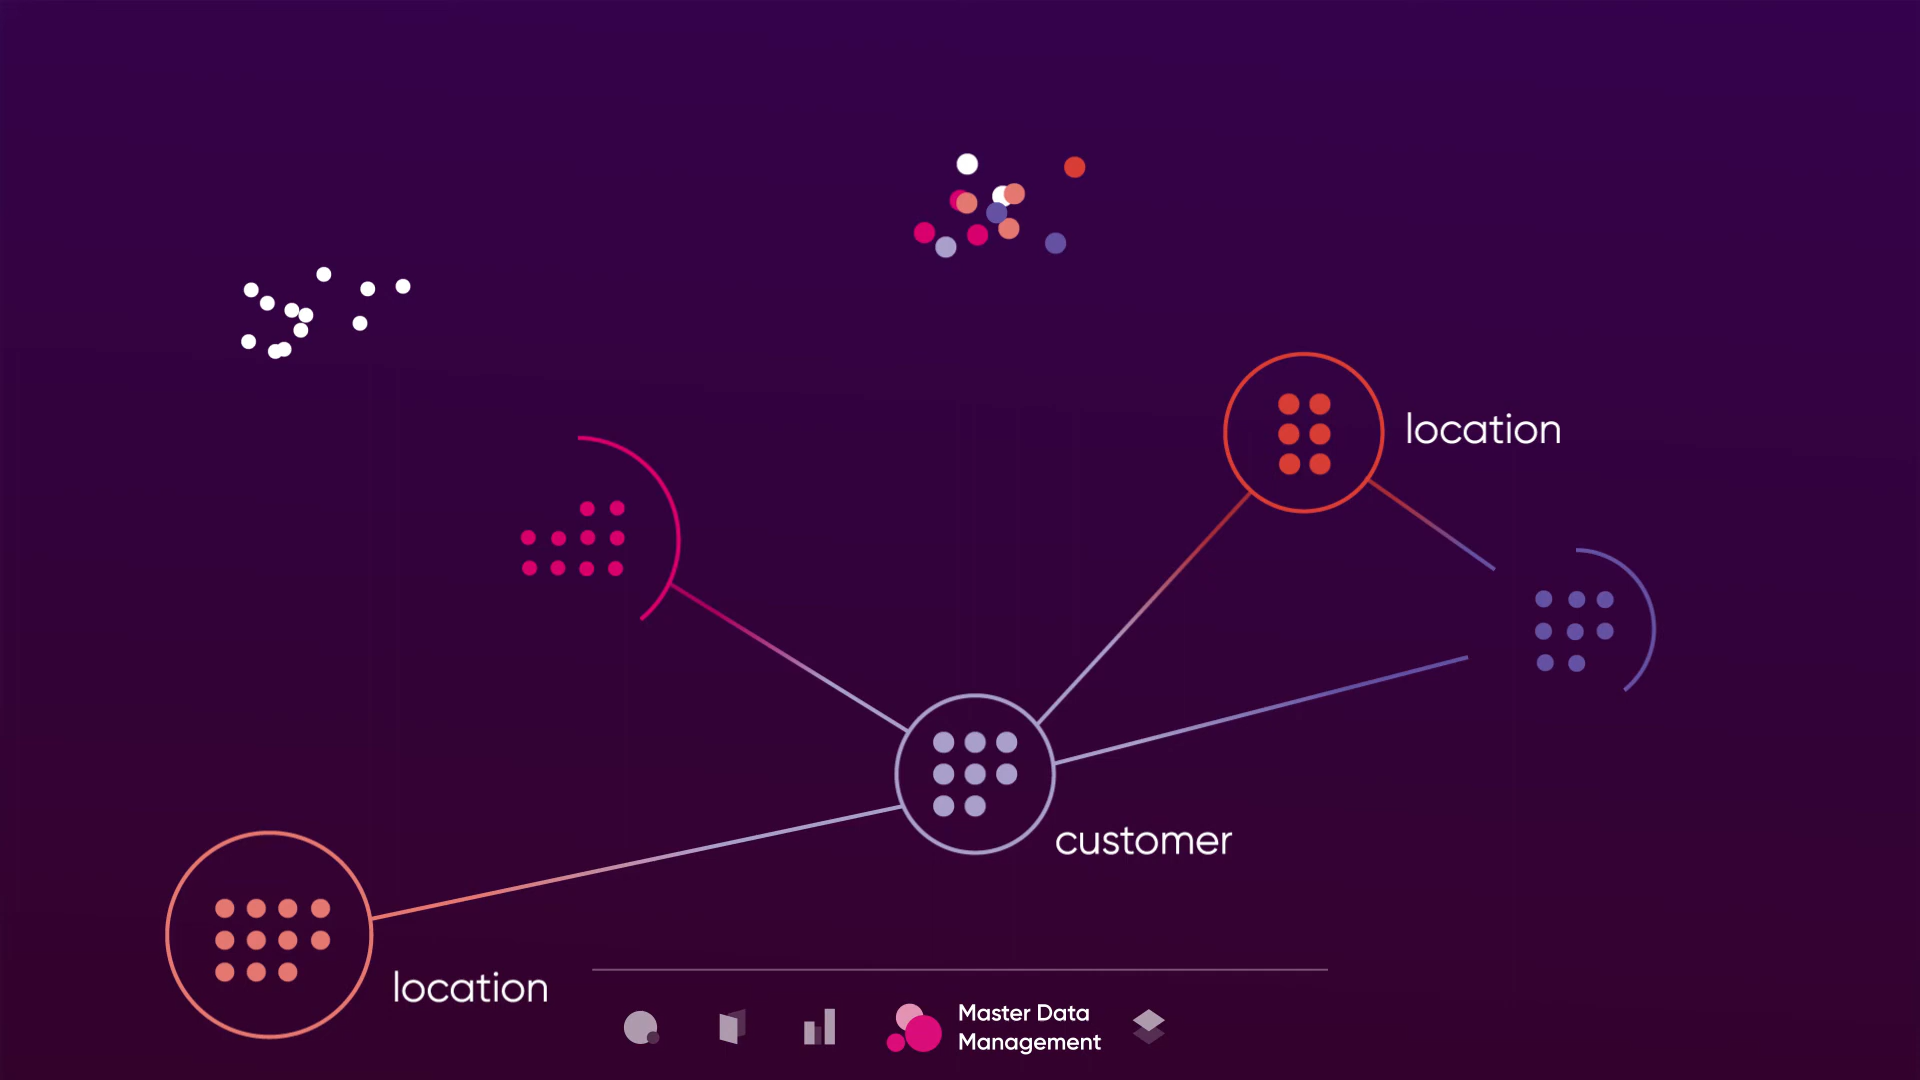 location
customer
location
Master Data
Management